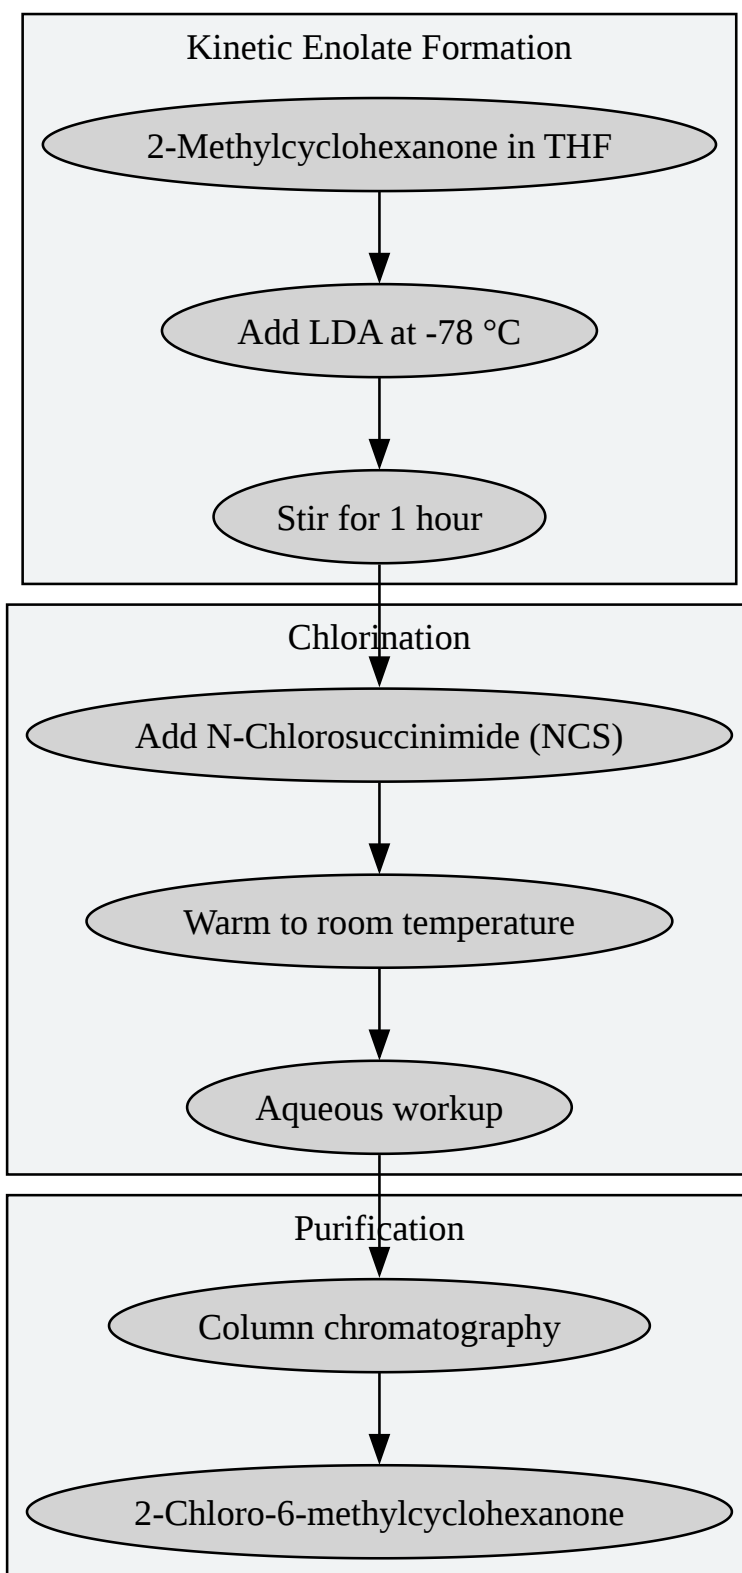 Kinetic Enolate Formation
2-Methylcyclohexanone in THF
Add LDA at -78 °C
Stir for 1 hour
Chlorination
Add N-Chlorosuccinimide (NCS)
Warm to room temperature
Aqueous workup
Purification
Column chromatography
2-Chloro-6-methylcyclohexanone